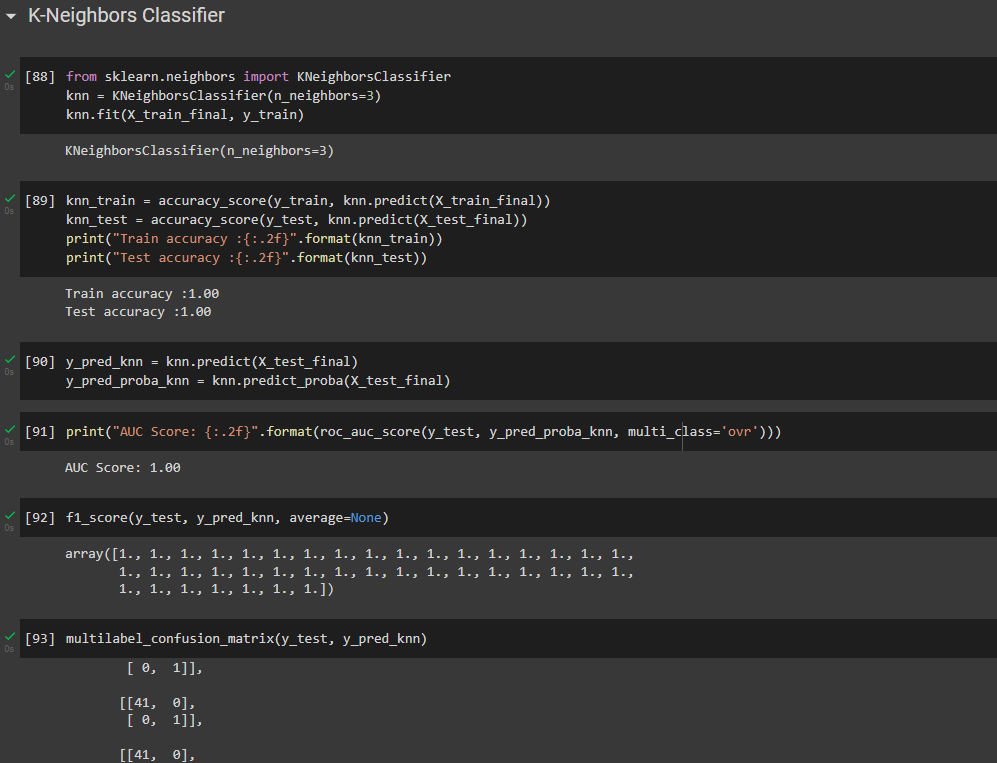 K-Neighbors Classifier
[88] from sklearn.neighbors import KNeighborsClassifier
knn = KNeighborsClassifier(n_neighbors=3)
knn.fit(X_train_final, y_train)
0s
KNeighborsClassifier(n_neighbors=3)
[89] knn_train = accuracy_score(y_train, knn.predict(X_train_final))
knn_test = accuracy_score(y_test, knn.predict(X_test_final))
0s
print("Train accuracy :{:.2f}".format(knn_train))
print("Test accuracy :{:.2f}".format(knn_test))
Train accuracy :1.00
Test accuracy :1.00
[90] y_pred_knn = knn.predict(X_test_final)
0s
y_pred_proba_knn = knn.predict_proba(X_test_final)
[91] print("AUC Score: {:.2f}".format(roc_auc_score(y_test, y_pred_proba_knn, multi_class='ovr')))
0s
AUC Score: 1.00
[92] f1_score(y_test, y_pred_knn, average=None)
0s
array([1., 1., 1., 1., 1., 1., 1., 1., 1., 1., 1., 1., 1., 1., 1., 1., 1.,
1., 1., 1., 1., 1., 1., 1., 1., 1., 1., 1., 1., 1., 1., 1., 1., 1.,
1., 1., 1., 1., 1., 1., 1.])
[93] multilabel_confusion_matrix(y_test, y_pred_knn)
0s
[ 0, 1]],
[[41, 0],
[ 0, 1]],
[[41, 0],